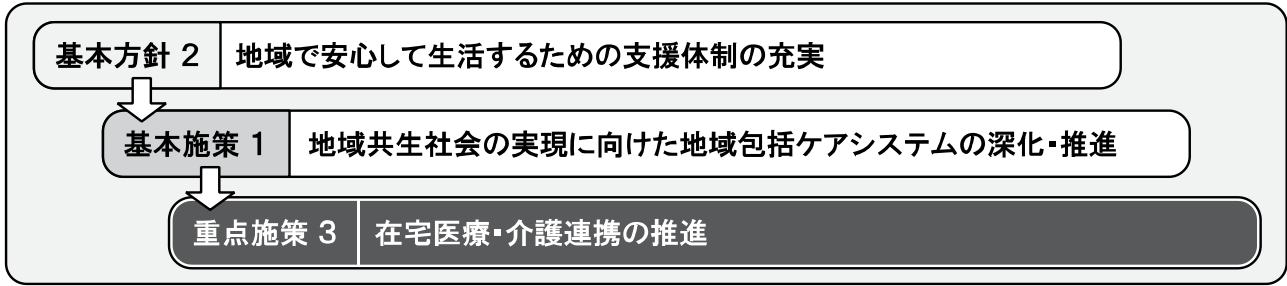 基本方針 2 地域で安心して生活するための支援体制の充実
基本施策 1 地域共生社会の実現に向けた地域包括ケアシステムの深化・推進
重点施策 3 在宅医療・介護連携の推進